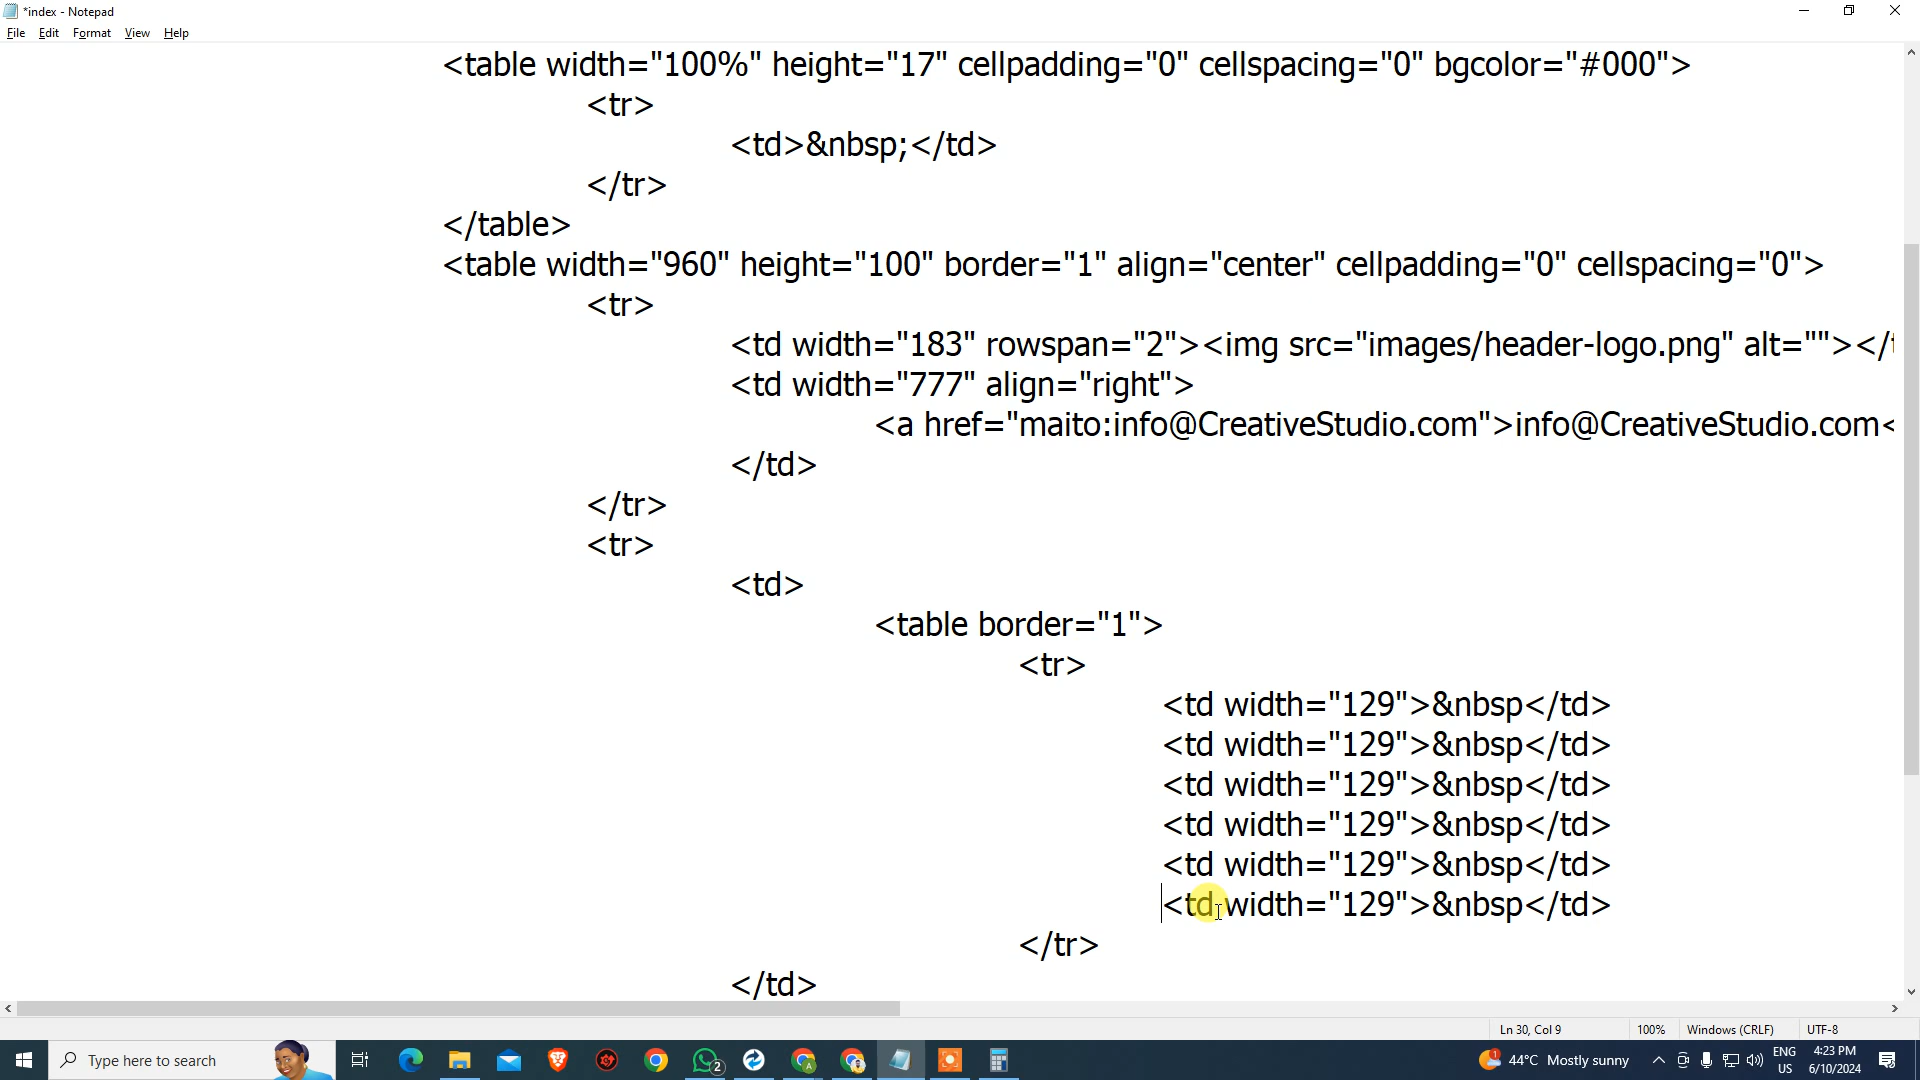 *index - Notepad
File Edit Format View Help
<table width="100%" height="17" cellpadding="0" cellspacing="0" bgcolor="#000">
<tr>
<td>&nbsp;</td>
</tr>
</table>
<table width="960" height="100" border="1" align="center" cellpadding="0" cellspacing="0">
<tr>
<td width="183" rowspan="2"><img src="images/header-logo.png" alt=""></t
<td width="777" align="right">
<a href="maito:info@CreativeStudio.com">info@CreativeStudio.com<
</td>
</tr>
<tr>
<td>
<table border="1">
<tr>
<td width="129">&nbsp</td>
<td width="129">&nbsp</td>
<td width="129">&nbsp</td>
<td width="129">&nbsp</td>
<td width="129">&nbsp</td>
<td width="129">&nbsp</td>
</tr>
</td>
Ln 30, Col 9 100% Windows (CRLF) UTF-8
Type here to search 2 44°C Mostly sunny ENG US 4:23 PM 6/10/2024